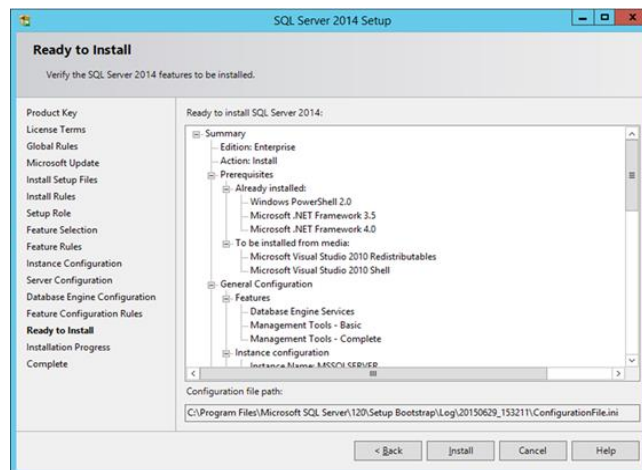 SQL Server 2014 Setup
Ready to Install
Verify the SQL Server 2014 features to be installed.
Product Key
License Terms
Global Rules
Microsoft Update
Install Setup Files
Install Rules
Setup Role
Feature Selection
Feature Rules
Instance Configuration
Server Configuration
Database Engine Configuration
Feature Configuration Rules
Ready to Install
Installation Progress
Complete
Ready to install SQL Server 2014:
Summary
Edition: Enterprise
Action: Install
Prerequisites
Already installed:
Windows PowerShell 2.0
Microsoft .NET Framework 3.5
Microsoft .NET Framework 4.0
To be installed from media:
Microsoft Visual Studio 2010 Redistributables
Microsoft Visual Studio 2010 Shell
General Configuration
Features
Database Engine Services
Management Tools - Basic
Management Tools - Complete
Instance configuration
Instance Name: MSSQLSERVER
Configuration file path:
C:\Program Files\Microsoft SQL Server\120\Setup Bootstrap\Log\20150629_153211\ConfigurationFile.ini
< Back
Install
Cancel
Help